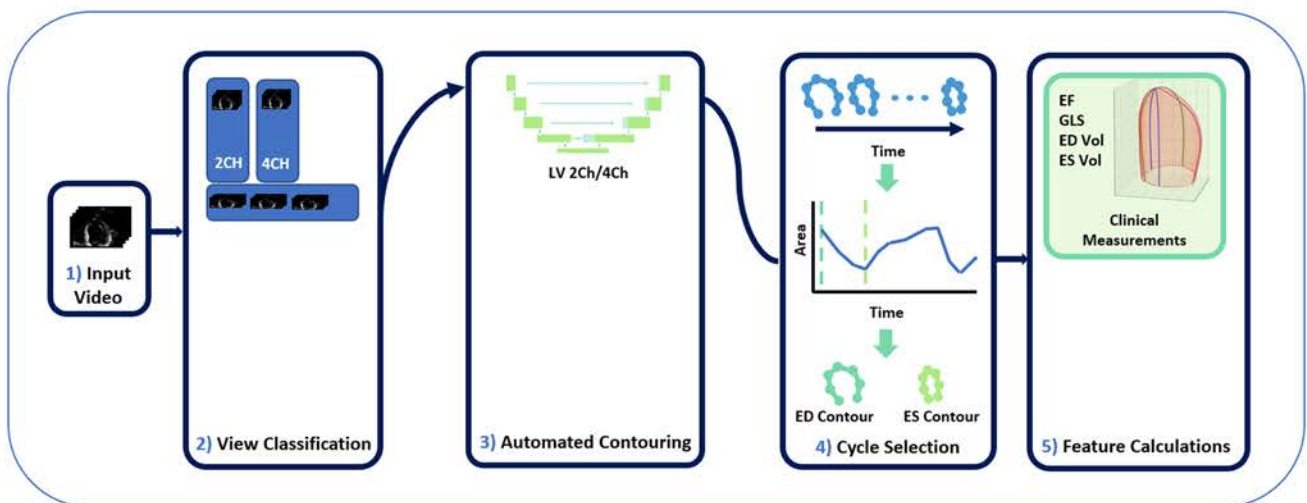 1) Input
Video
2CH
4CH
2) View Classification
LV 2Ch/4Ch
3) Automated Contouring
Time
Area
Time
ED Contour
ES Contour
4) Cycle Selection
EF
GLS
ED Vol
ES Vol
Clinical
Measurements
5) Feature Calculations